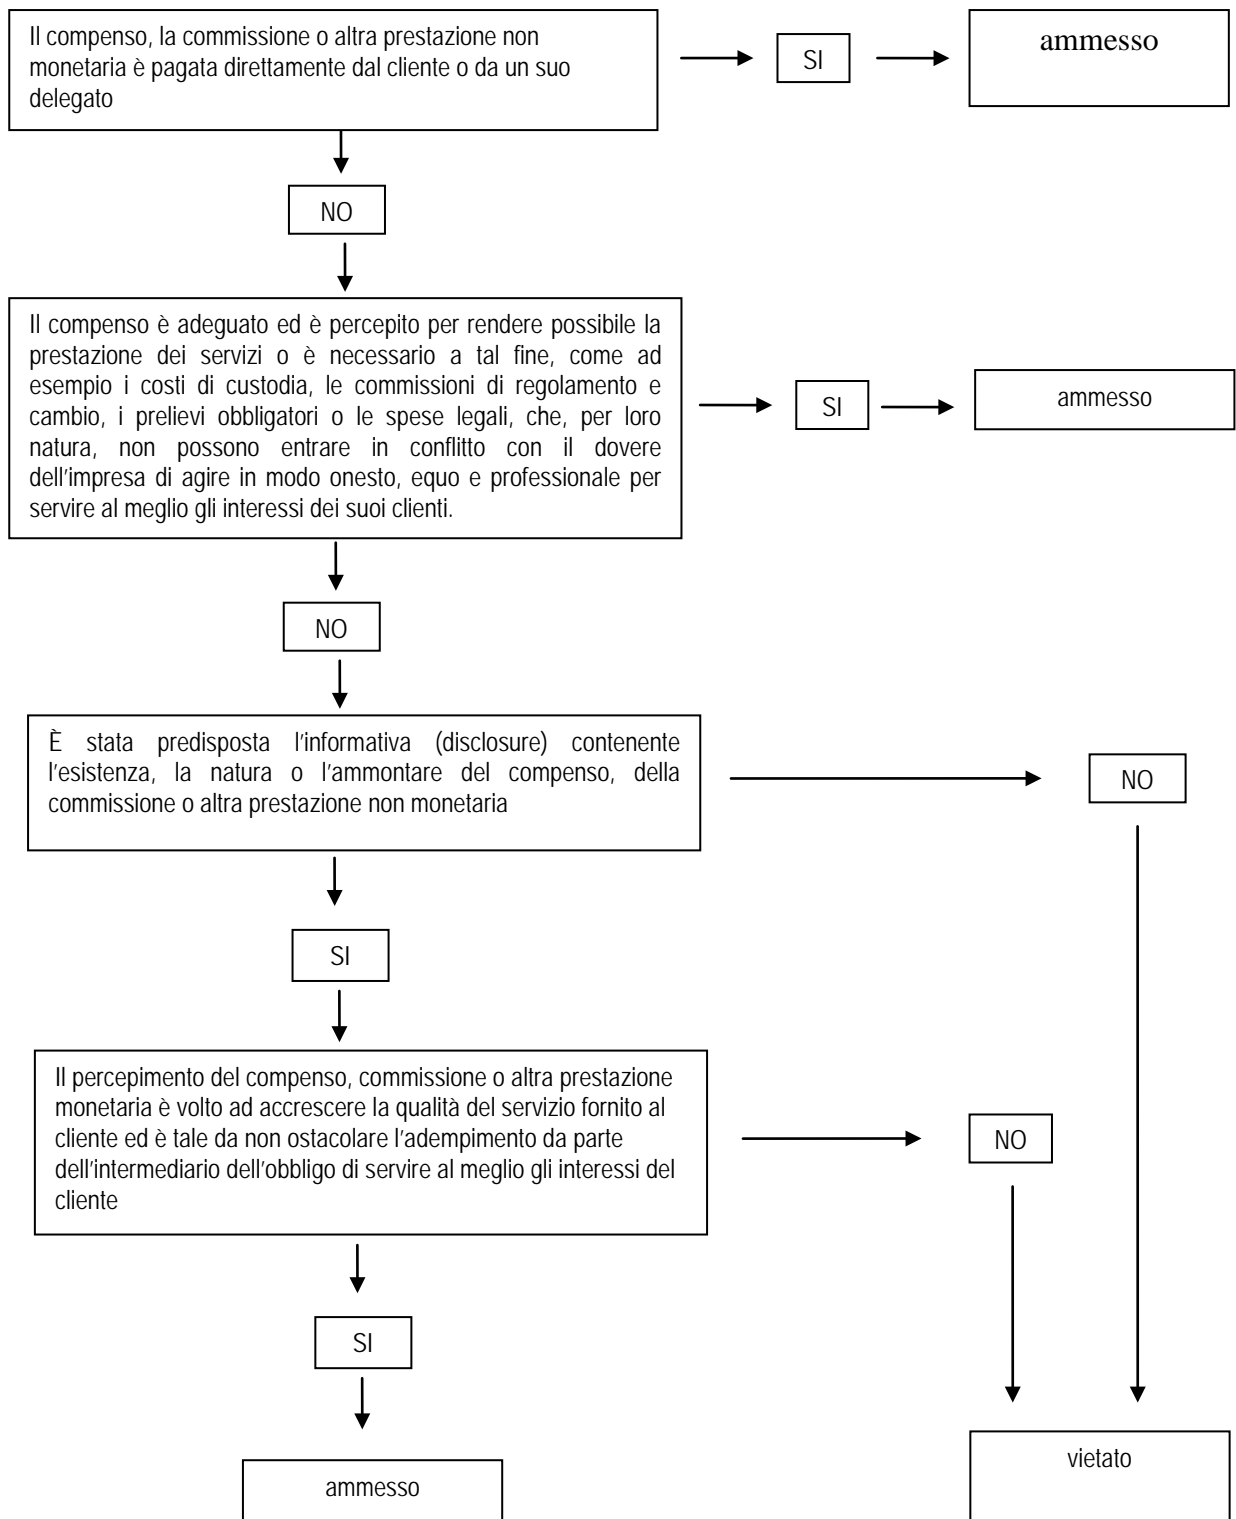 Il compenso, la commissione o altra prestazione non
monetaria è pagata direttamente dal cliente o da un suo
delegato
SI
ammesso
NO
Il compenso è adeguato ed è percepito per rendere possibile la
prestazione dei servizi o è necessario a tal fine, come ad
esempio i costi di custodia, le commissioni di regolamento e
cambio, i prelievi obbligatori o le spese legali, che, per loro
natura, non possono entrare in conflitto con il dovere
dell'impresa di agire in modo onesto, equo e professionale per
servire al meglio gli interessi dei suoi clienti.
SI
ammesso
NO
È stata predisposta l'informativa (disclosure) contenente
l'esistenza, la natura o l'ammontare del compenso, della
commissione o altra prestazione non monetaria
NO
SI
Il percepimento del compenso, commissione o altra prestazione
monetaria è volto ad accrescere la qualità del servizio fornito al
cliente ed è tale da non ostacolare l'adempimento da parte
dell'intermediario dell'obbligo di servire al meglio gli interessi del
cliente
NO
SI
ammesso
vietato